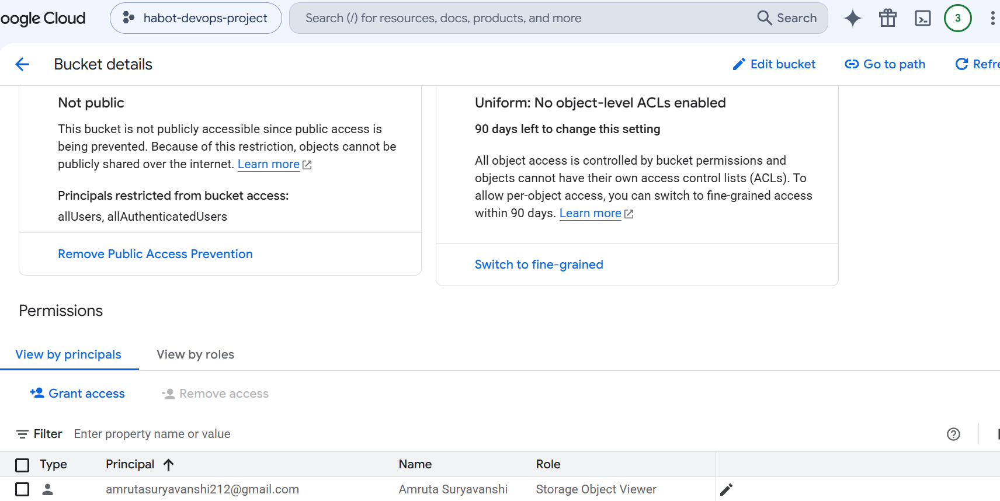 oogle Cloud
habot-devops-project
Search (/) for resources, docs, products, and more
Search
3
Bucket details
Edit bucket
Go to path
Refre
Not public
This bucket is not publicly accessible since public access is
being prevented. Because of this restriction, objects cannot be
publicly shared over the internet. Learn more
Principals restricted from bucket access:
allUsers, allAuthenticatedUsers
Remove Public Access Prevention
Uniform: No object-level ACLs enabled
90 days left to change this setting
All object access is controlled by bucket permissions and
objects cannot have their own access control lists (ACLs). To
allow per-object access, you can switch to fine-grained access
within 90 days. Learn more
Switch to fine-grained
Permissions
View by principals
View by roles
Grant access
Remove access
Filter Enter property name or value
Type Principal Name Role
amrutasuryavanshi212@gmail.com Amruta Suryavanshi Storage Object Viewer